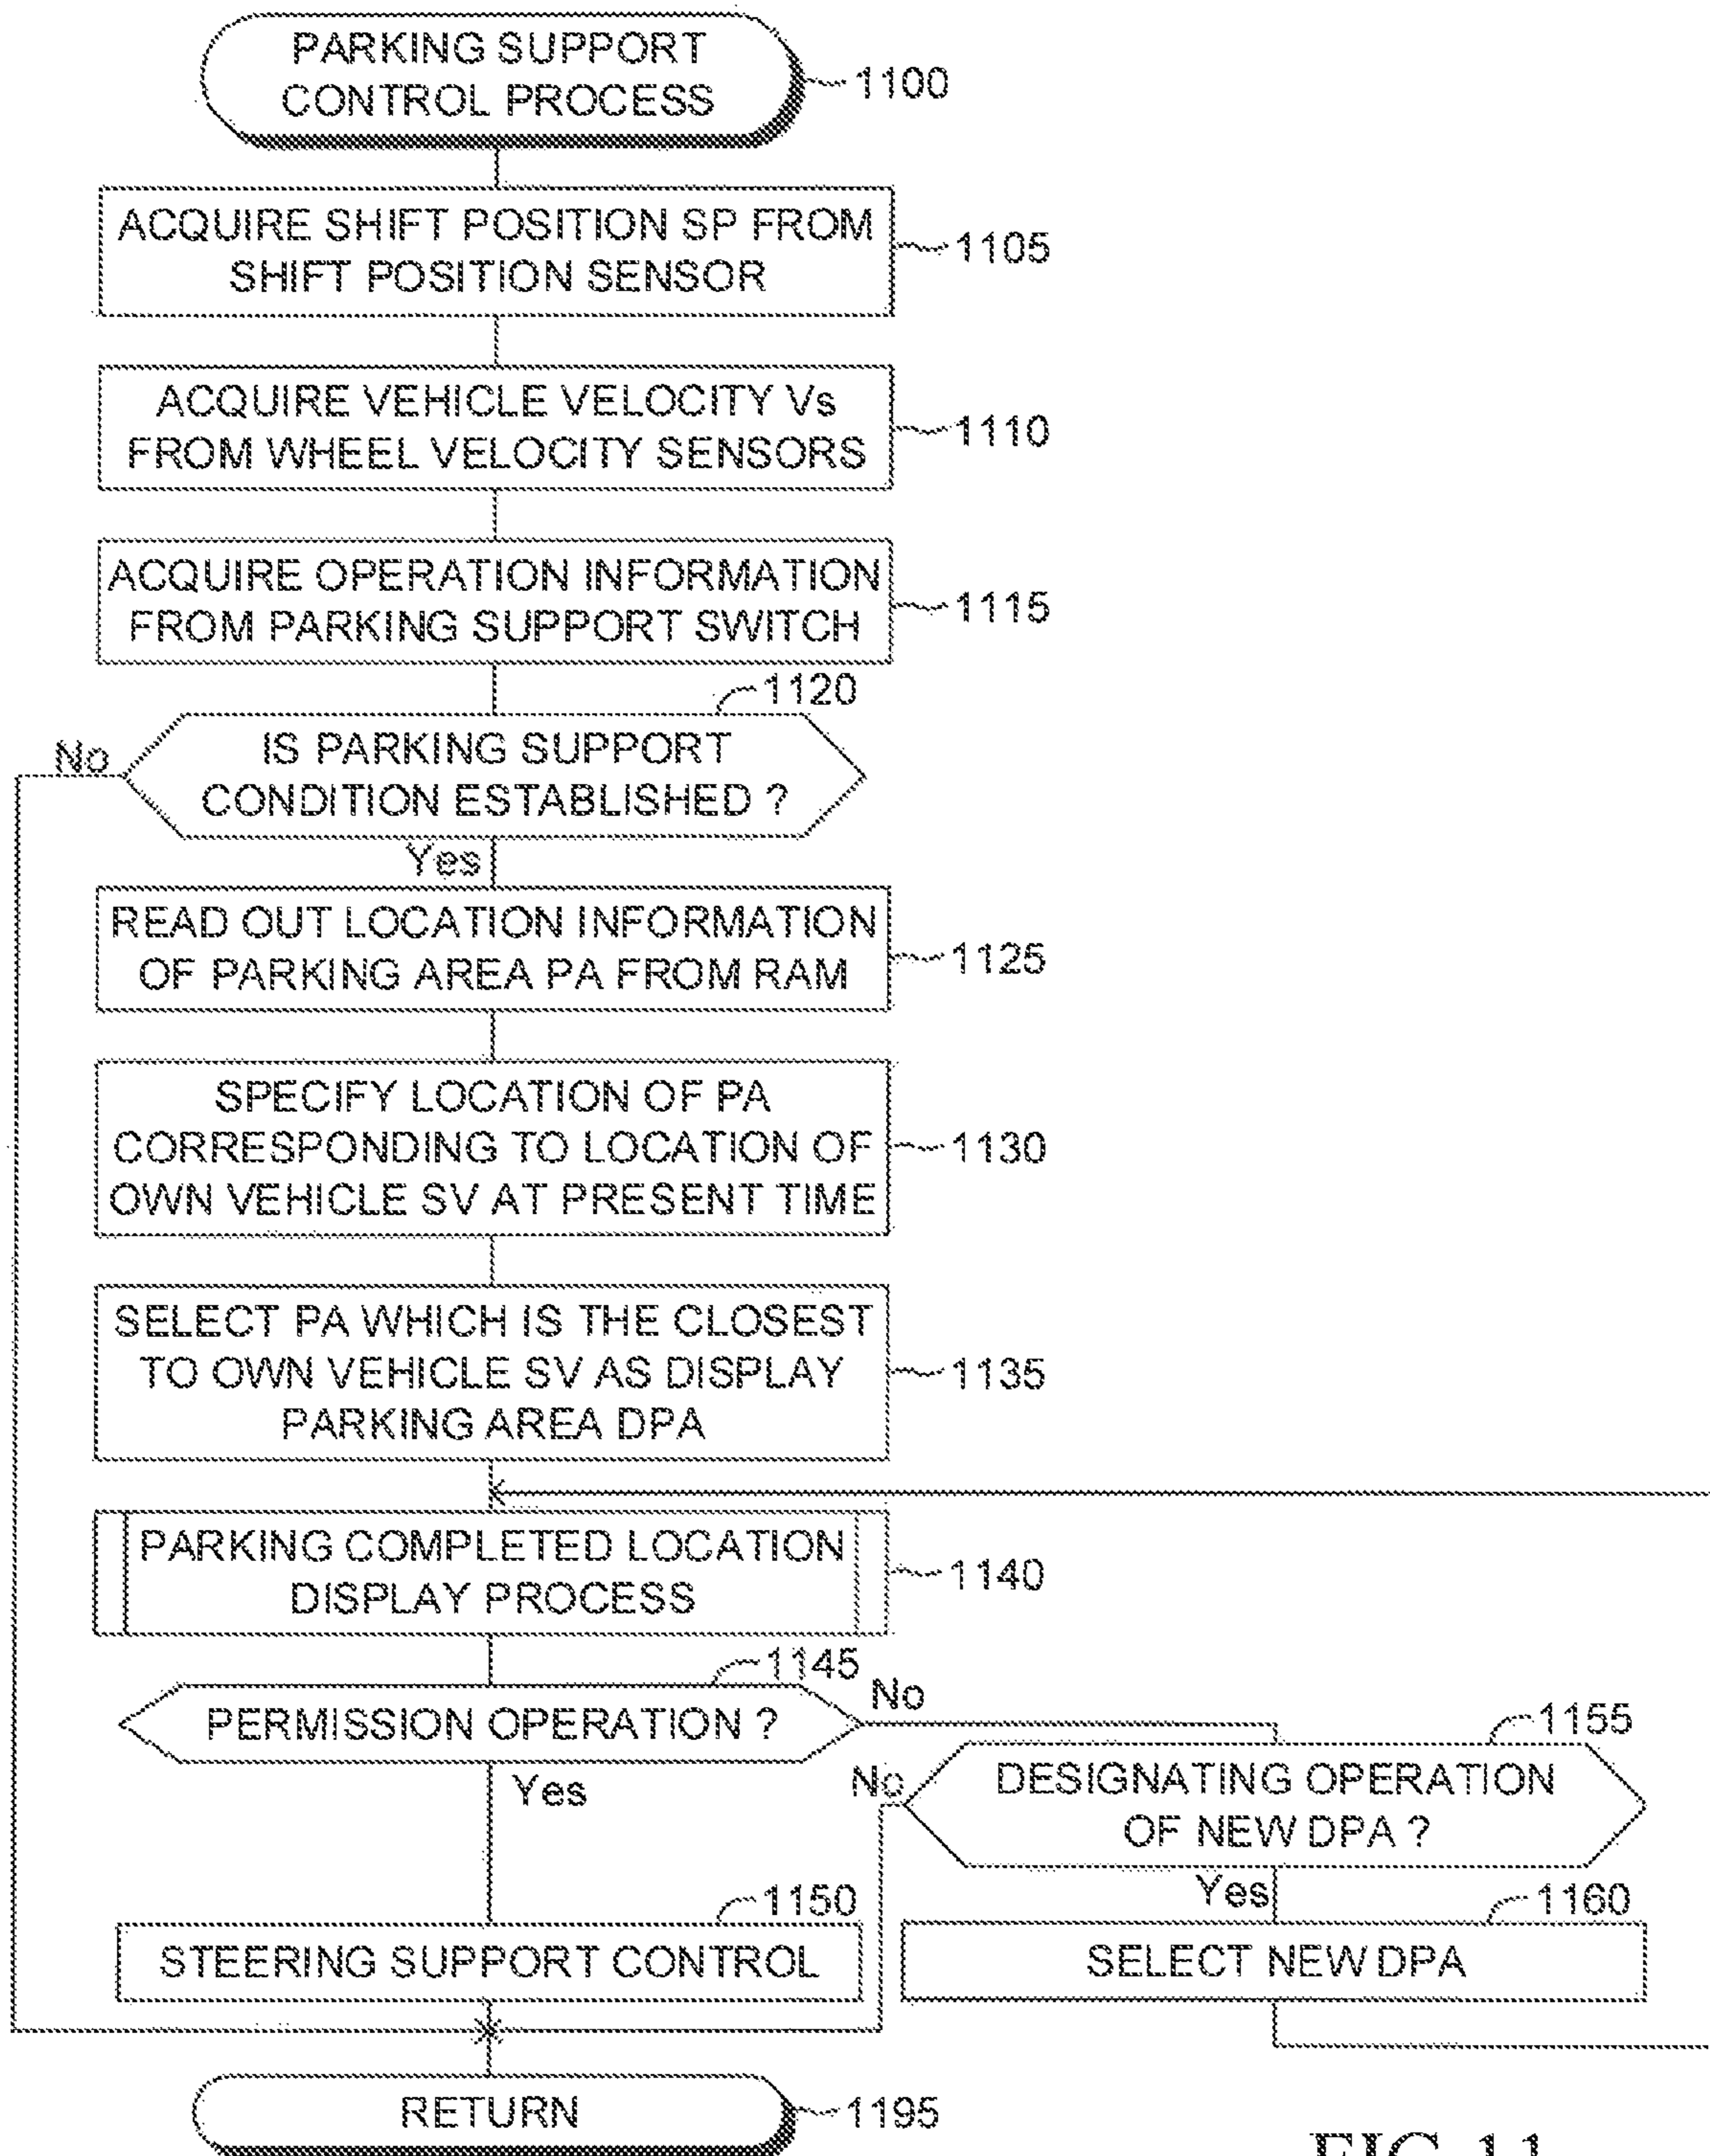 PARKING SUPPORT
CONTROL PROCESS
1100
ACQUIRE SHIFT POSITION SP FROM
SHIFT POSITION SENSOR
1105
ACQUIRE VEHICLE VELOCITY Vs
FROM WHEEL VELOCITY SENSORS
1110
ACQUIRE OPERATION INFORMATION
FROM PARKING SUPPORT SWITCH
1115
1120
No
IS PARKING SUPPORT
CONDITION ESTABLISHED ?
Yes
READ OUT LOCATION INFORMATION
OF PARKING AREA PA FROM RAM
1125
SPECIFY LOCATION OF PA
CORRESPONDING TO LOCATION OF
OWN VEHICLE SV AT PRESENT TIME
1130
SELECT PA WHICH IS THE CLOSEST
TO OWN VEHICLE SV AS DISPLAY
PARKING AREA DPA
1135
PARKING COMPLETED LOCATION
DISPLAY PROCESS
1140
1145
PERMISSION OPERATION ?
No
Yes
1155
No
DESIGNATING OPERATION
OF NEW DPA ?
Yes
1150
STEERING SUPPORT CONTROL
1160
SELECT NEW DPA
RETURN
1195
FIG.11